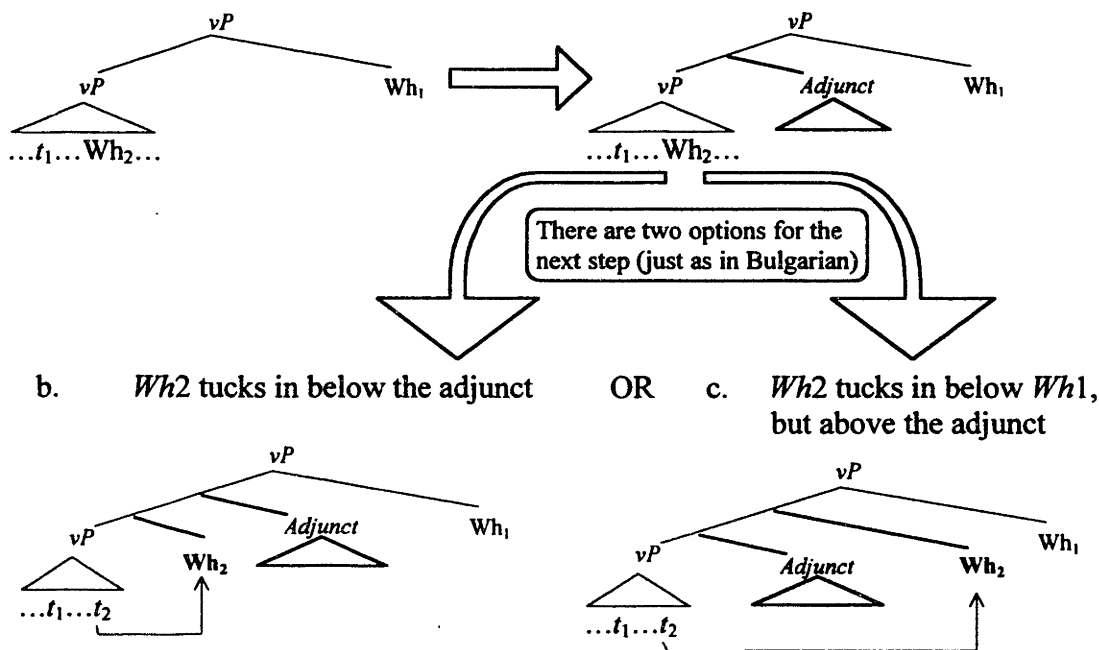 vP vP
vP Wh₁ vP Adjunct Wh₁
…t₁…Wh₂… …t₁…Wh₂…
There are two options for the
next step (just as in Bulgarian)
b. Wh2 tucks in below the adjunct OR c. Wh2 tucks in below Wh1,
but above the adjunct
vP vP
vP Wh₂ Adjunct Wh₁ vP Adjunct Wh₂ Wh₁
…t₁…t₂ …t₁…t₂